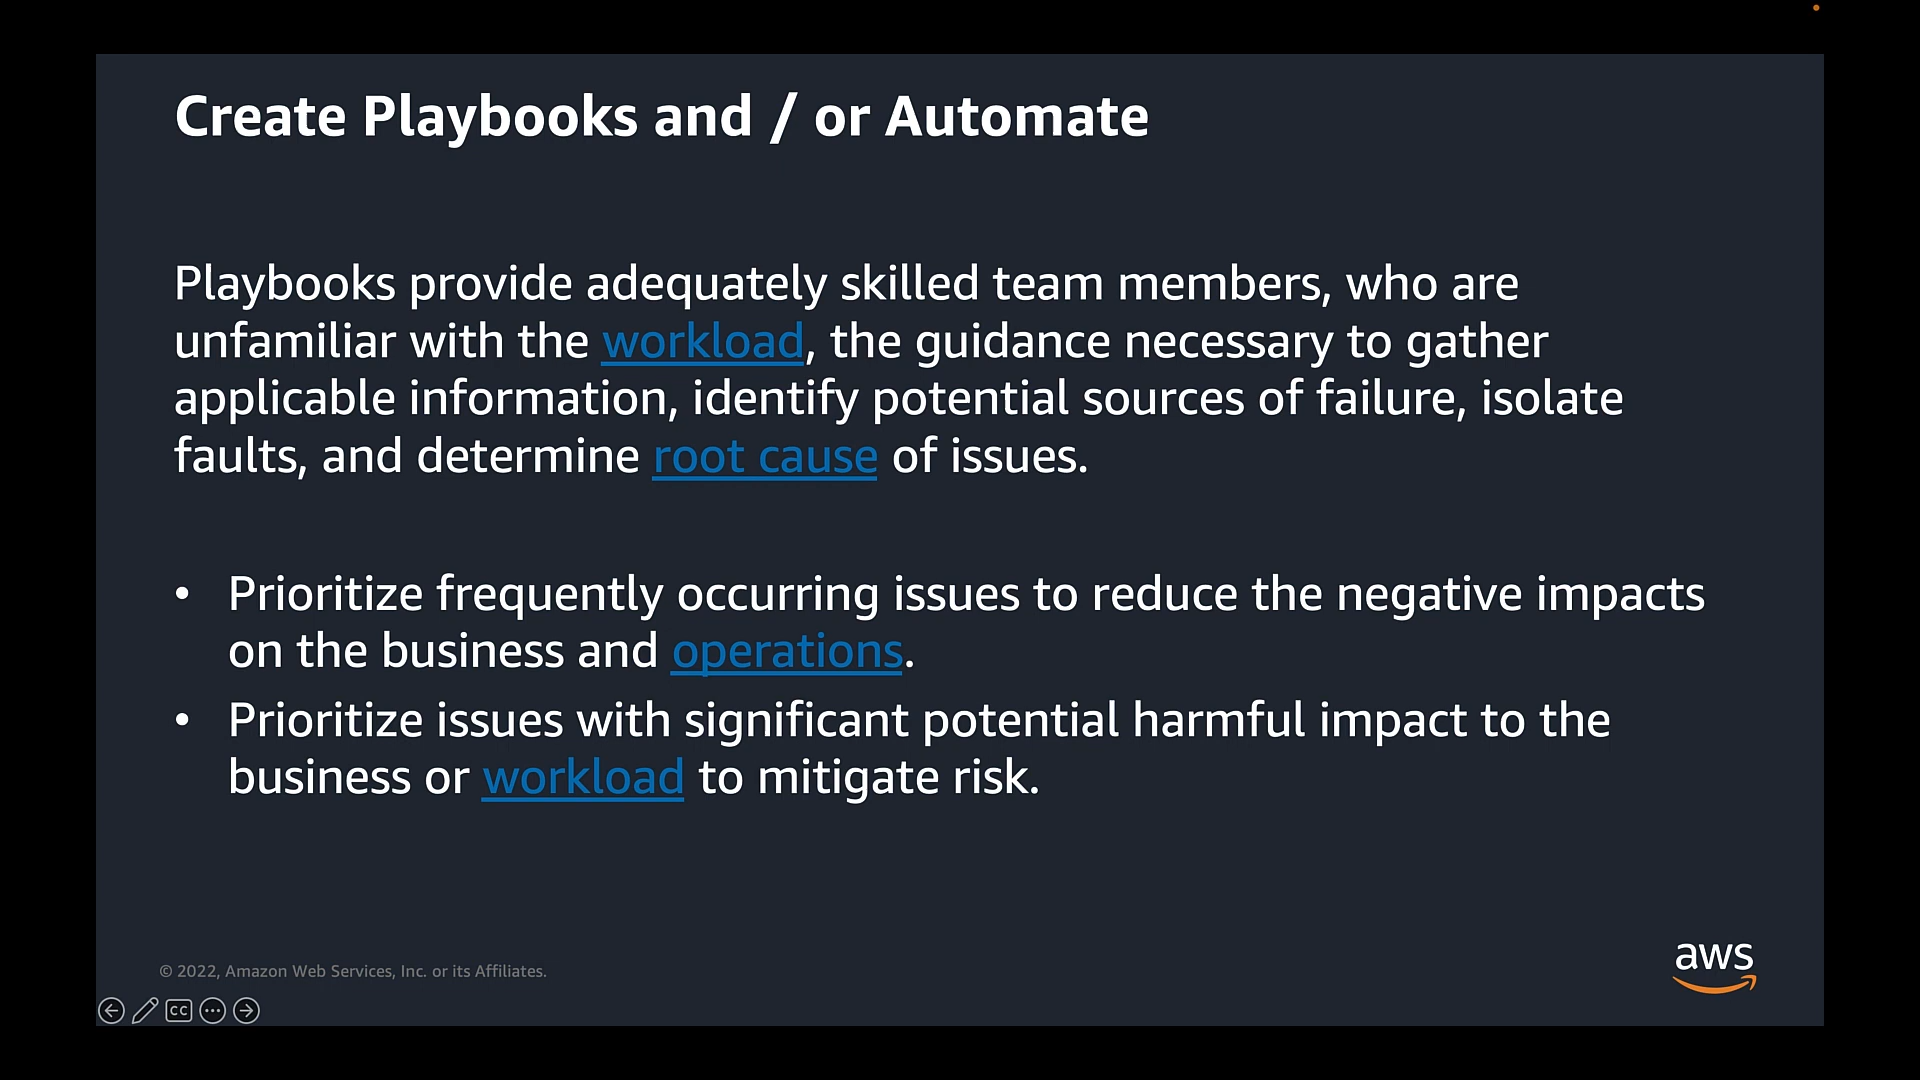 Create Playbooks and / or Automate
Playbooks provide adequately skilled team members, who are
unfamiliar with the workload, the guidance necessary to gather
applicable information, identify potential sources of failure, isolate
faults, and determine root cause of issues.
• Prioritize frequently occurring issues to reduce the negative impacts
on the business and operations.
• Prioritize issues with significant potential harmful impact to the
business or workload to mitigate risk.
© 2022, Amazon Web Services, Inc. or its Affiliates.
aws
CC